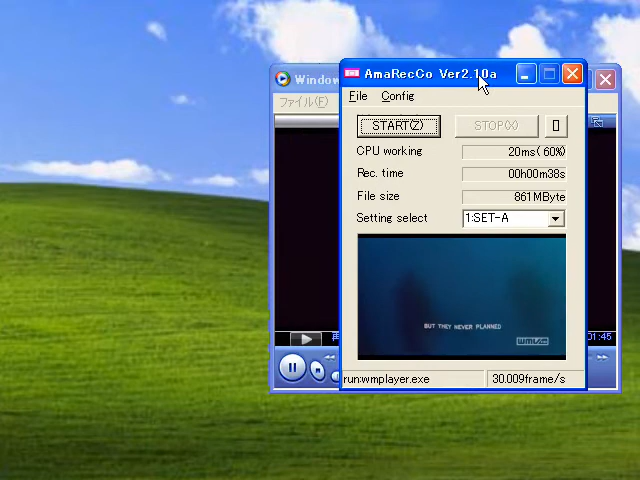 Window
AmaRecCo Ver2.10a
ファイル(F)
File Config
START(Z) STOP(X)
CPU working 20ms( 60%)
Rec. time 00h00m38s
File size 861MByte
Setting select 1:SET-A
BUT THEY NEVER PLANNED
再
01:45
run:wmplayer.exe 30.009frame/s